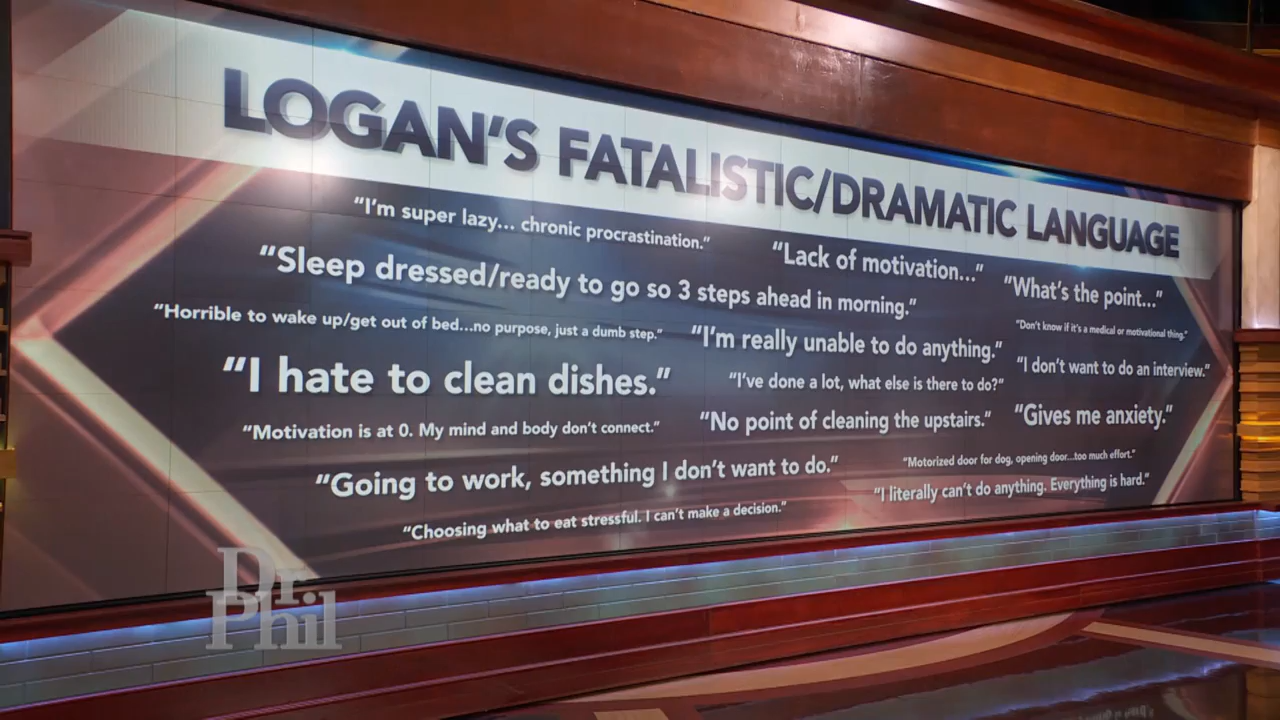 LOGAN'S FATALISTIC/DRAMATIC LANGUAGE
“I’m super lazy... chronic procrastination.”
“Lack of motivation...”
“What’s the point...”
“Sleep dressed/ready to go so 3 steps ahead in morning.”
“Horrible to wake up/get out of bed...no purpose, just a dumb step.”
“I’m really unable to do anything.”
“Don’t know if it’s a medical or motivational thing.”
“I hate to clean dishes.”
“I’ve done a lot, what else is there to do?”
“I don’t want to do an interview.”
“Motivation is at 0. My mind and body don’t connect.”
“No point of cleaning the upstairs.”
“Gives me anxiety.”
“Going to work, something I don’t want to do.”
“Motorized door for dog, opening door...too much effort.”
“I literally can’t do anything. Everything is hard.”
“Choosing what to eat stressful. I can’t make a decision.”
Dr
Phil